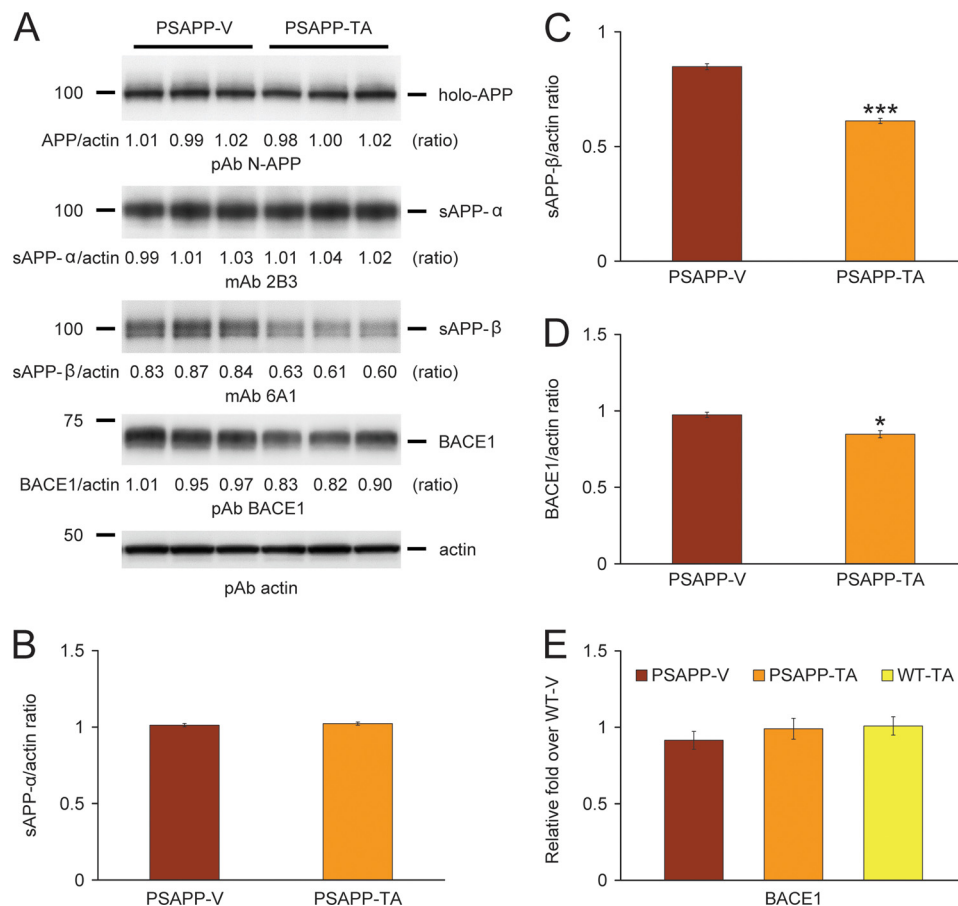 A
PSAPP-V PSAPP-TA
100 holo-APP
APP/actin 1.01 0.99 1.02 0.98 1.00 1.02 (ratio)
pAb N-APP
100 sAPP-α
sAPP-α/actin 0.99 1.01 1.03 1.01 1.04 1.02 (ratio)
mAb 2B3
100 sAPP-β
sAPP-β/actin 0.83 0.87 0.84 0.63 0.61 0.60 (ratio)
mAb 6A1
75 BACE1
BACE1/actin 1.01 0.95 0.97 0.83 0.82 0.90 (ratio)
pAb BACE1
50 actin
pAb actin
B
sAPP-α/actin ratio
1.5
1
0.5
0
PSAPP-V PSAPP-TA
C
sAPP-β/actin ratio
1
0.5
0
***
PSAPP-V PSAPP-TA
D
BACE1/actin ratio
1.5
1
0.5
0
*
PSAPP-V PSAPP-TA
E
Relative fold over WT-V
1.5
1
0.5
0
PSAPP-V PSAPP-TA WT-TA
BACE1